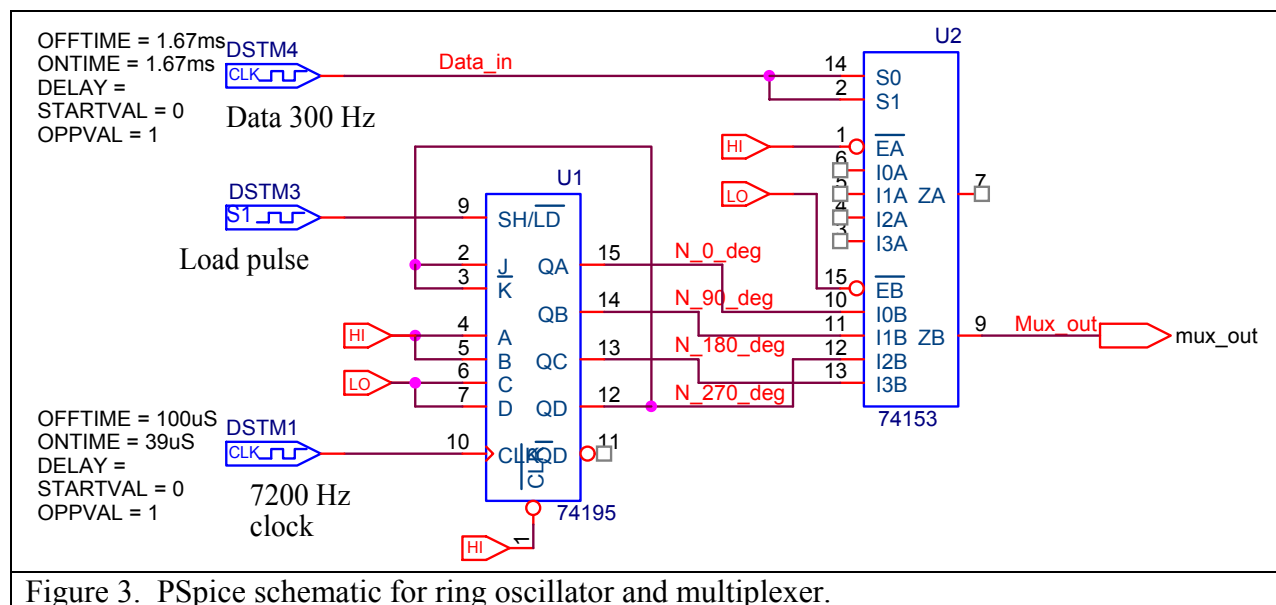 OFFTIME = 1.67ms
ONTIME = 1.67ms
DELAY =
STARTVAL = 0
OPPVAL = 1
DSTM4
CLK
Data 300 Hz
Data_in
U2
14 S0
2 S1
HI
1 EA
6 I0A
5 I1A ZA 7
4 I2A
3 I3A
LO
15 EB
10 I0B
11 I1B ZB 9
12 I2B
13 I3B
74153
Mux_out
mux_out
DSTM3
S1
Load pulse
U1
9 SH/LD
2 J QA 15
3 K
QB 14
4 A
5 B QC 13
6 C
7 D QD 12
10 CLK QD 11
CLR
1
74195
HI
LO
HI
N_0_deg
N_90_deg
N_180_deg
N_270_deg
OFFTIME = 100uS
ONTIME = 39uS
DELAY =
STARTVAL = 0
OPPVAL = 1
DSTM1
CLK
7200 Hz
clock
Figure 3. PSpice schematic for ring oscillator and multiplexer.